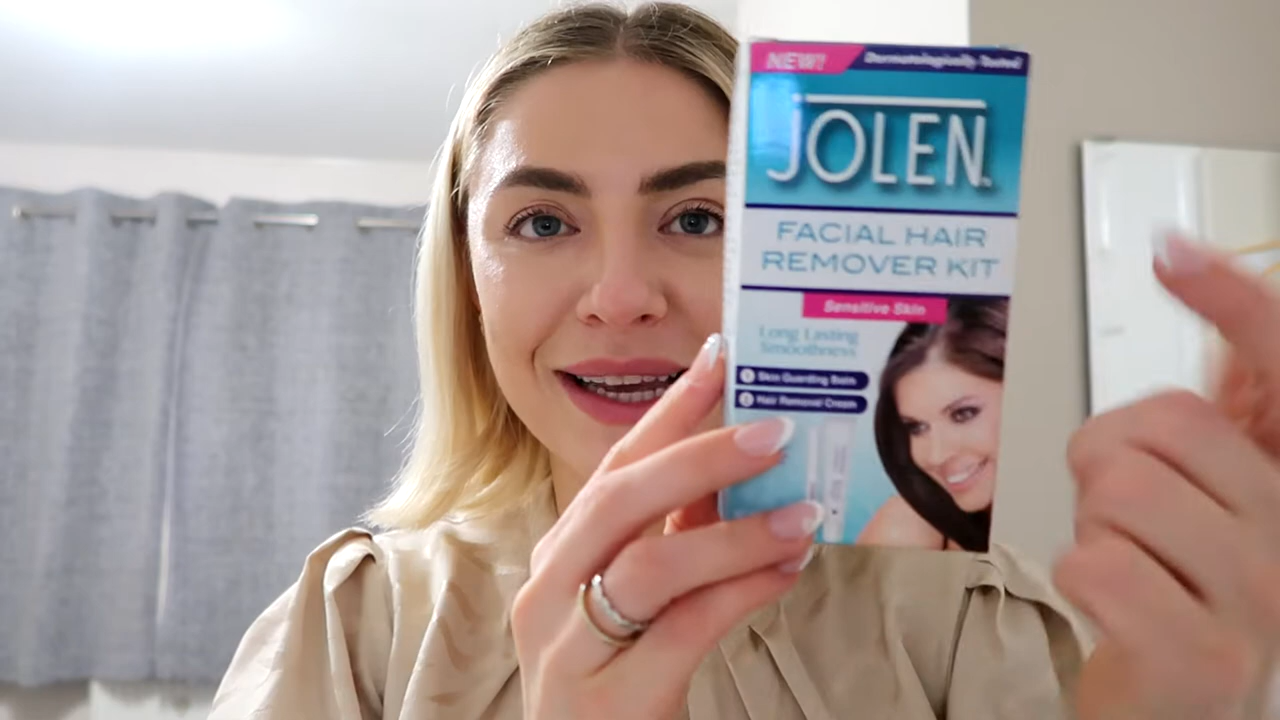 NEW! Dermatologically Tested
JOLEN
FACIAL HAIR
REMOVER KIT
Sensitive Skin
Long Lasting
Smoothness
1 Skin Guarding Balm
2 Hair Removal Cream